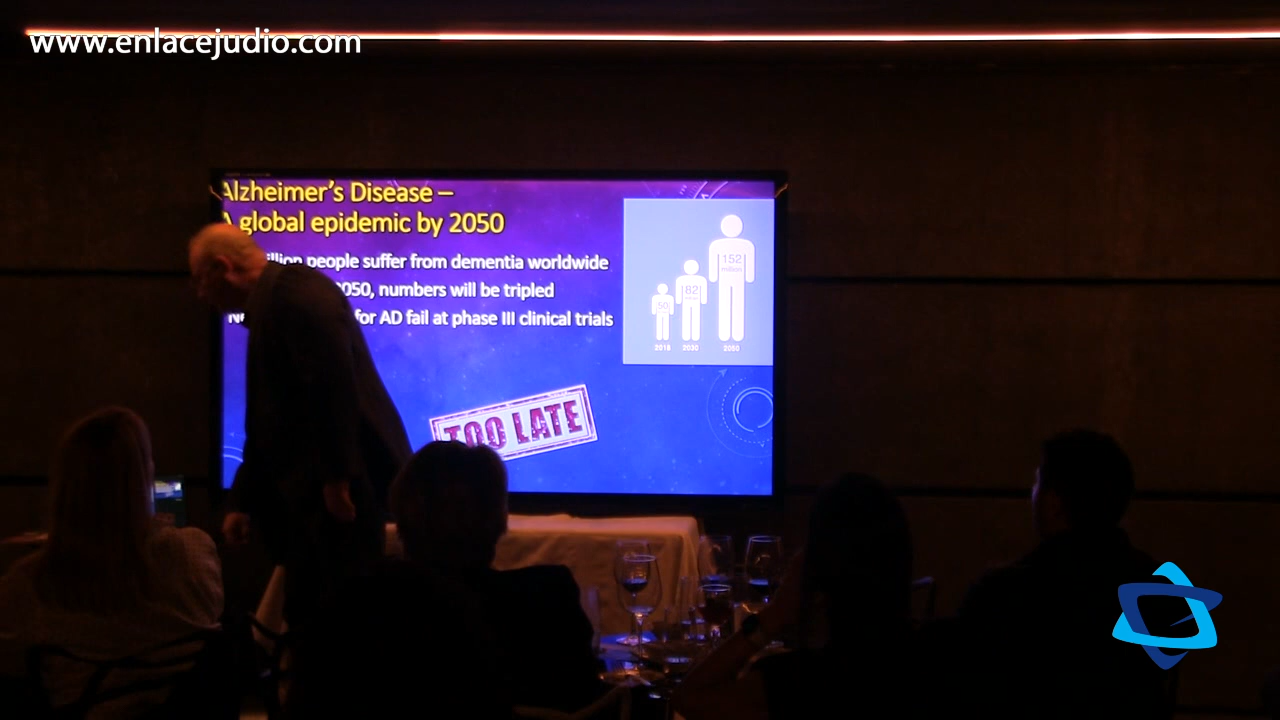 www.enlacejudio.com
Alzheimer's Disease –
A global epidemic by 2050
people suffer from dementia worldwide
2050, numbers will be tripled
for AD fail at phase III clinical trials
152
million
82
50
2018 2030 2050
TOO LATE